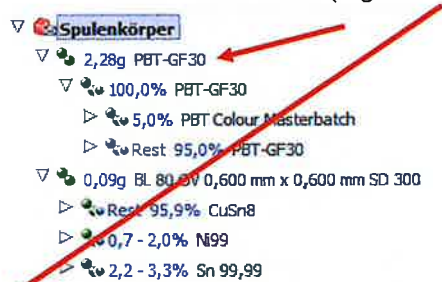 Spulenkörper
2,28g PBT-GF30
100,0% PBT-GF30
5,0% PBT Colour Masterbatch
Rest 95,0% PBT-GF30
0,09g BL 80 GV 0,600 mm x 0,600 mm SD 300
Rest 95,9% CuSn8
0,7 - 2,0% Ni99
2,2 - 3,3% Sn 99,99